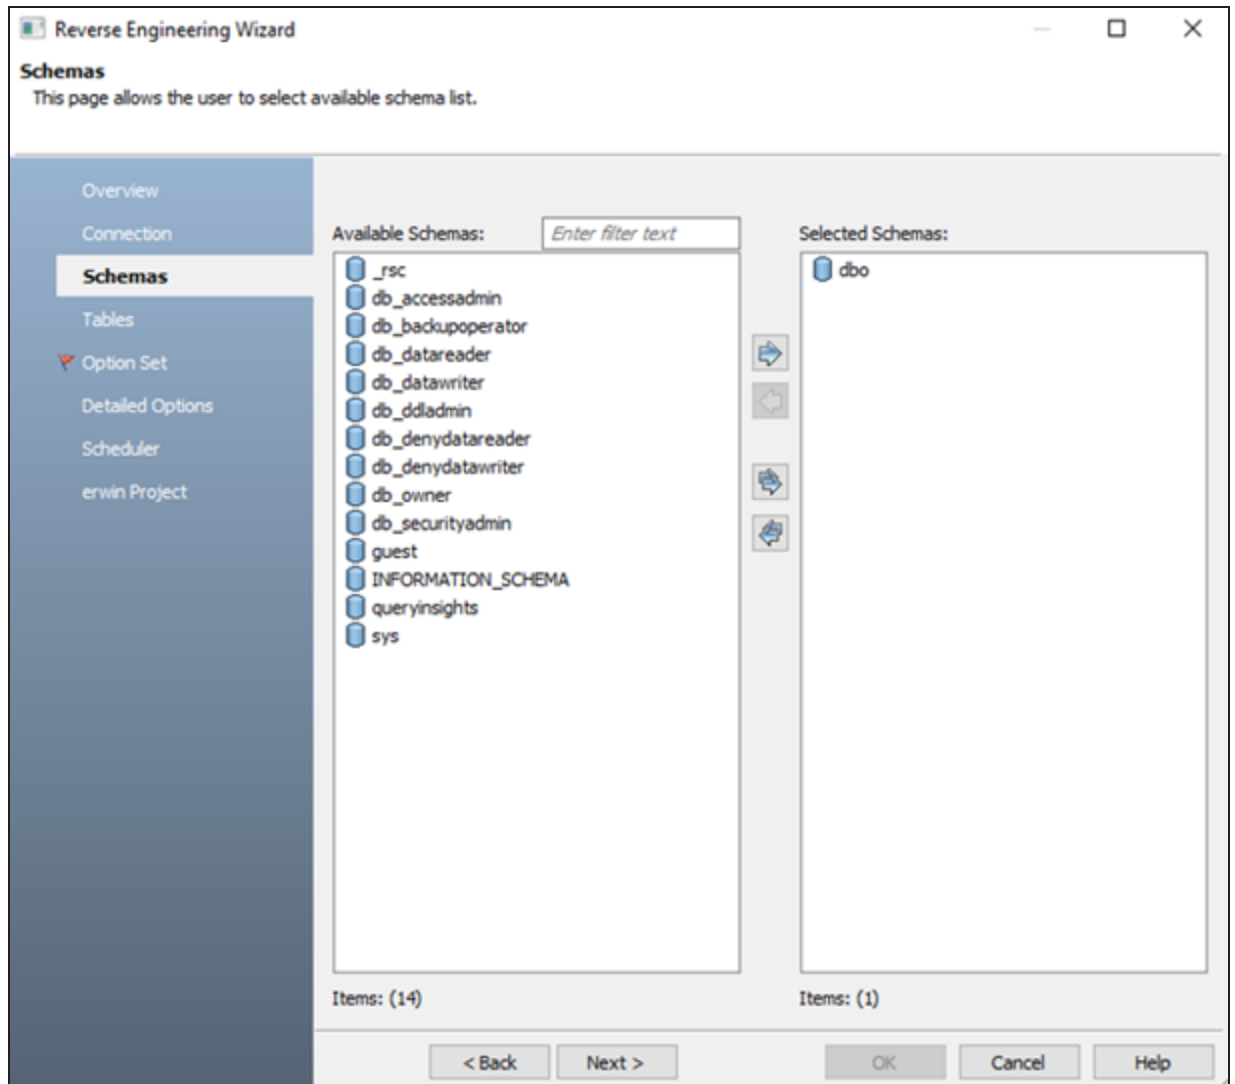 Reverse Engineering Wizard
Schemas
This page allows the user to select available schema list.
Overview
Connection
Schemas
Tables
Option Set
Detailed Options
Scheduler
erwin Project
Available Schemas:
Enter filter text
_rsc
db_accessadmin
db_backupoperator
db_datareader
db_datawriter
db_ddladmin
db_denydatareader
db_denydatawriter
db_owner
db_securityadmin
guest
INFORMATION_SCHEMA
queryinsights
sys
Items: (14)
Selected Schemas:
dbo
Items: (1)
< Back
Next >
OK
Cancel
Help